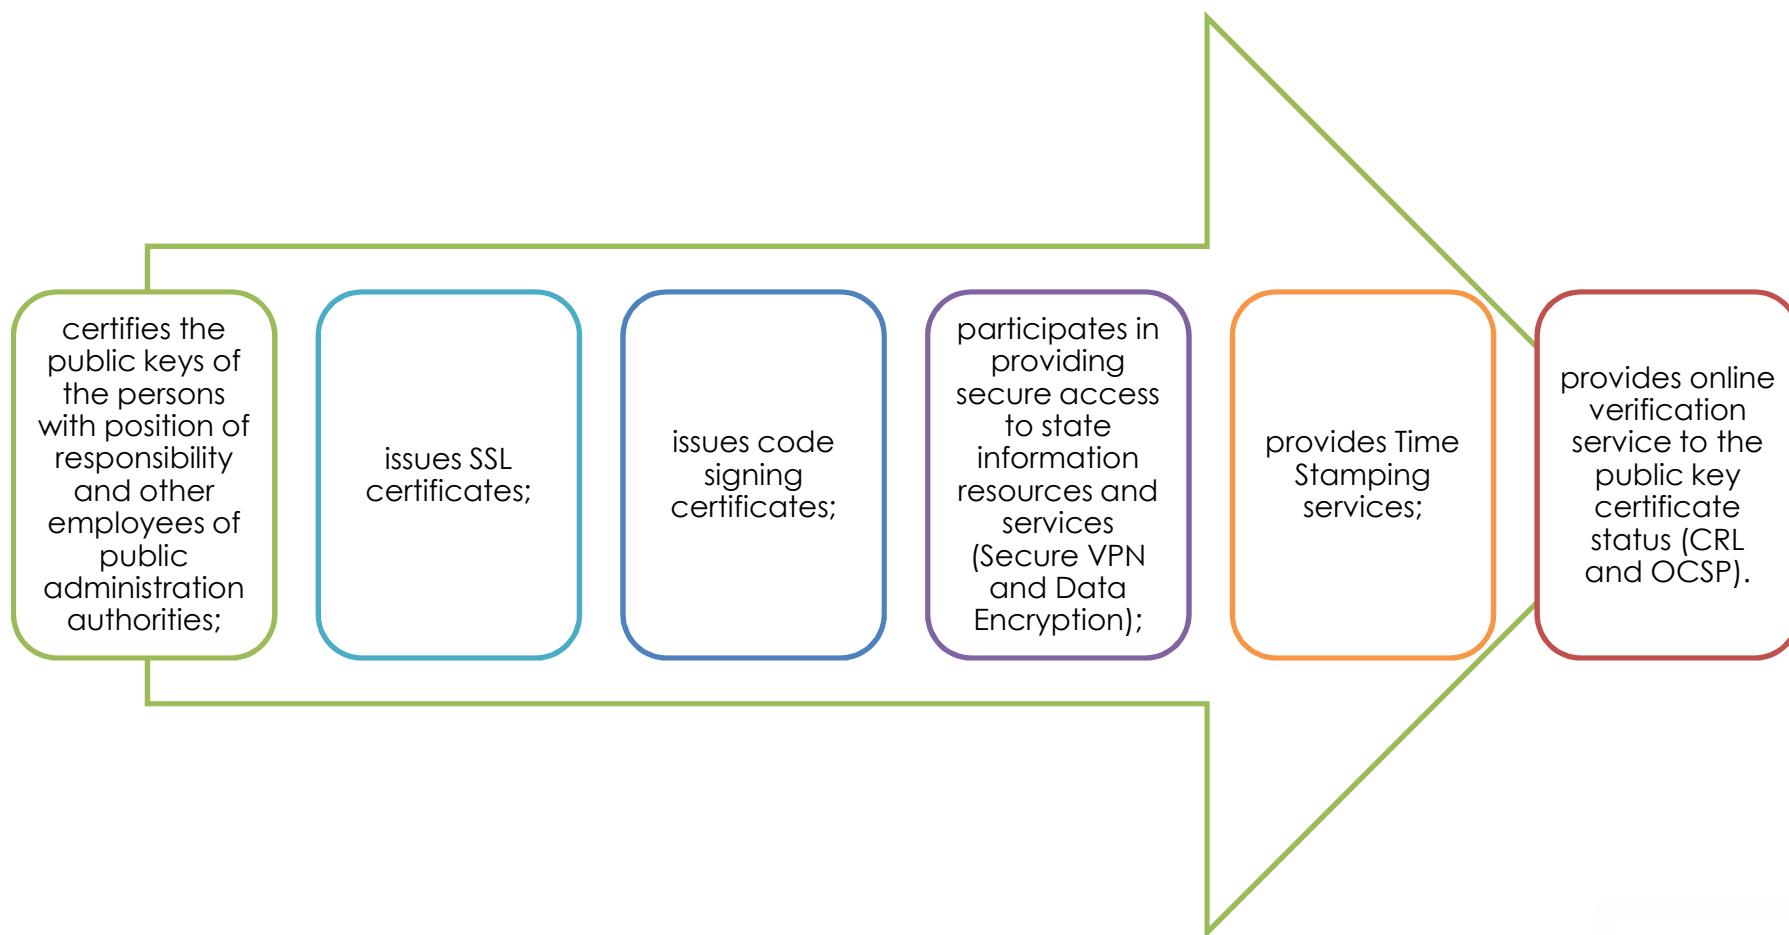 certifies the
public keys of
the persons
with position of
responsibility
and other
employees of
public
administration
authorities;
issues SSL
certificates;
issues code
signing
certificates;
participates in
providing
secure access
to state
information
resources and
services
(Secure VPN
and Data
Encryption);
provides Time
Stamping
services;
provides online
verification
service to the
public key
certificate
status (CRL
and OCSP).